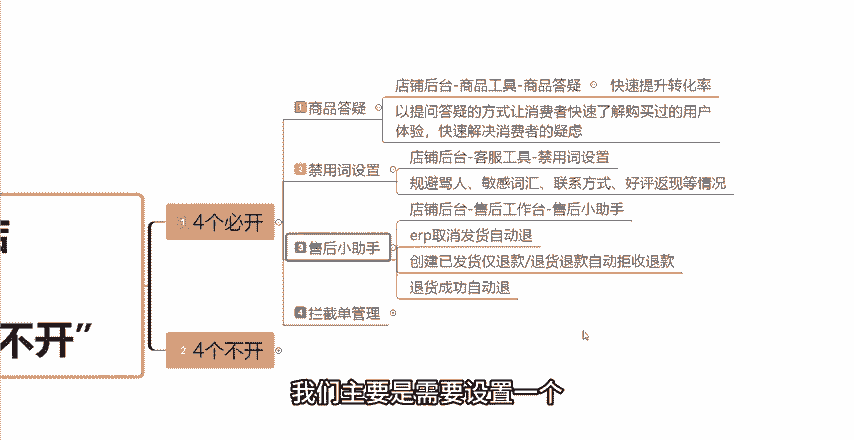 店铺后台-商品工具-商品答疑
快速提升转化率
1 商品答疑
以提问答疑的方式让消费者快速了解购买过的用户
体验，快速解决消费者的疑虑
店铺后台-客服工具-禁用词设置
2 禁用词设置
规避骂人、敏感词汇、联系方式、好评返现等情况
1 4个必开
店铺后台-售后工作台-售后小助手
erp取消发货自动退
3 售后小助手
创建已发货仅退款/退货退款自动拒收退款
退货成功自动退
4 拦截单管理
不开”
2 4个不开
我们主要是需要设置一个